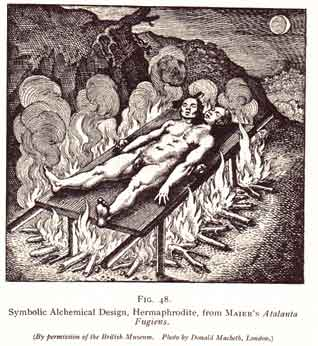 FIG. 48.
Symbolic Alchemical Design, Hermaphrodite, from MAIER'S Atalanta
Fugiens.
(By permission of the British Museum. Photo by Donald Macbeth, London.)